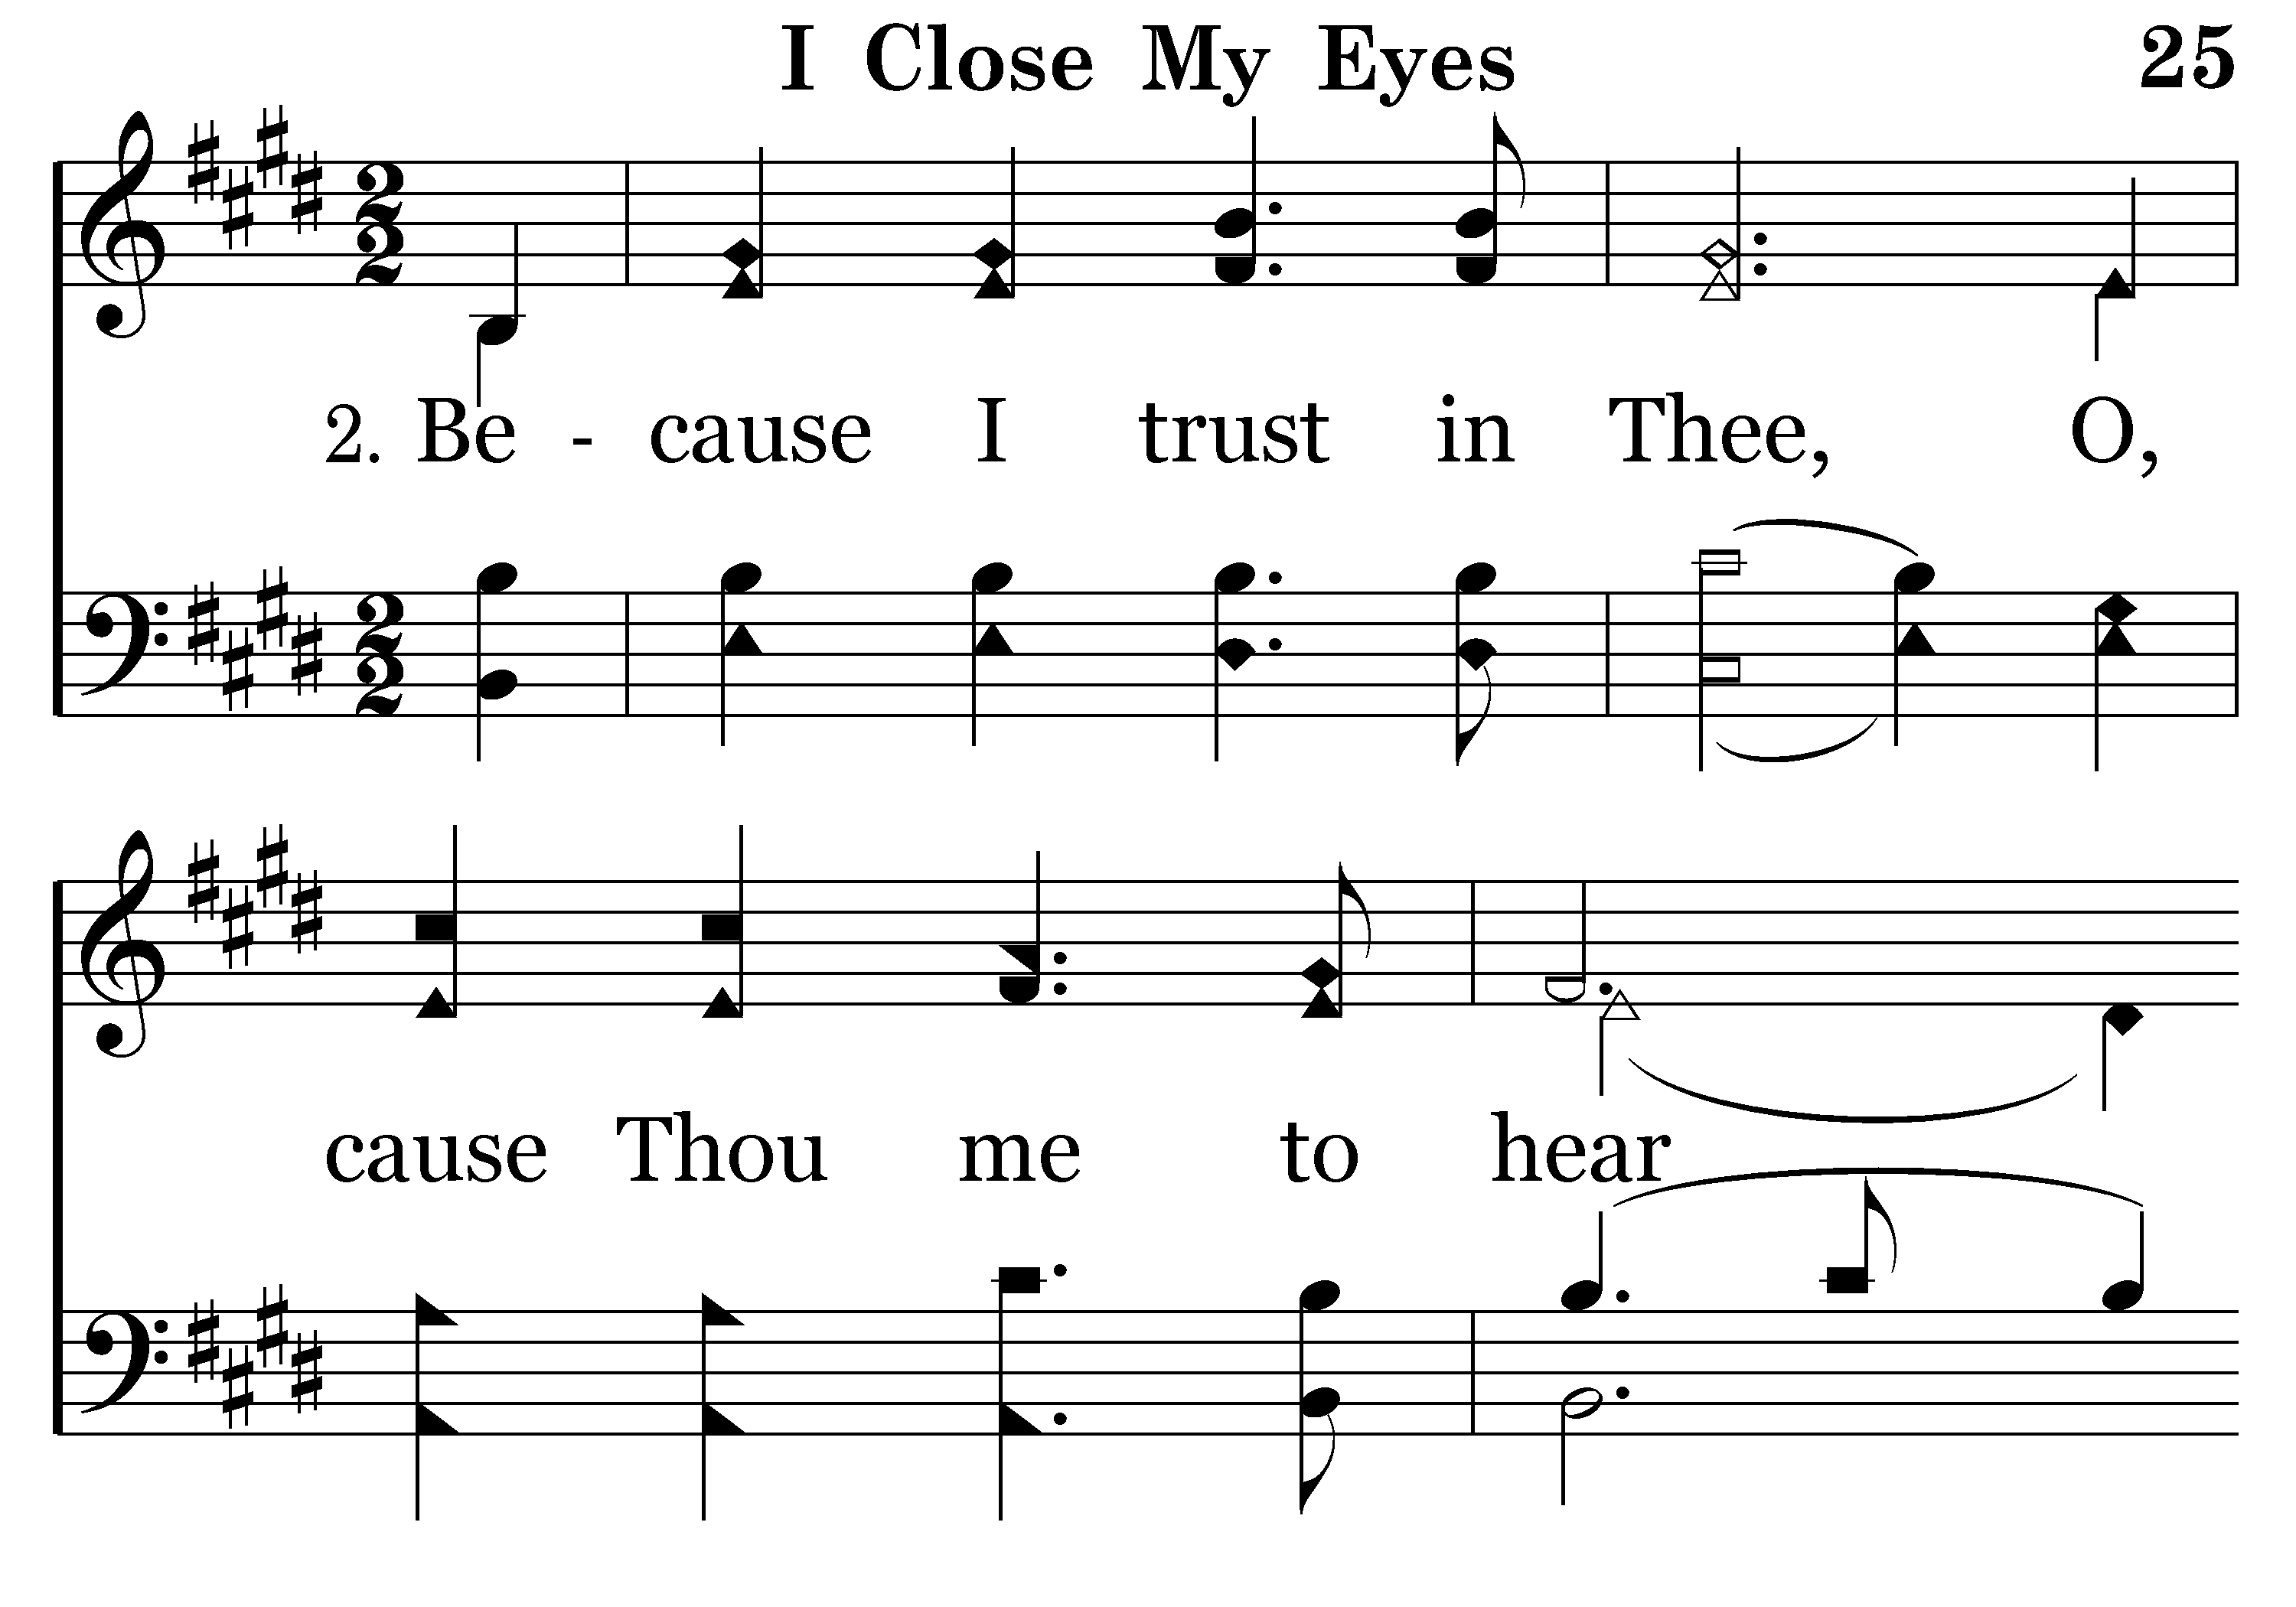 I Close My Eyes 25
2. Be - cause I trust in Thee, O,
cause Thou me to hear